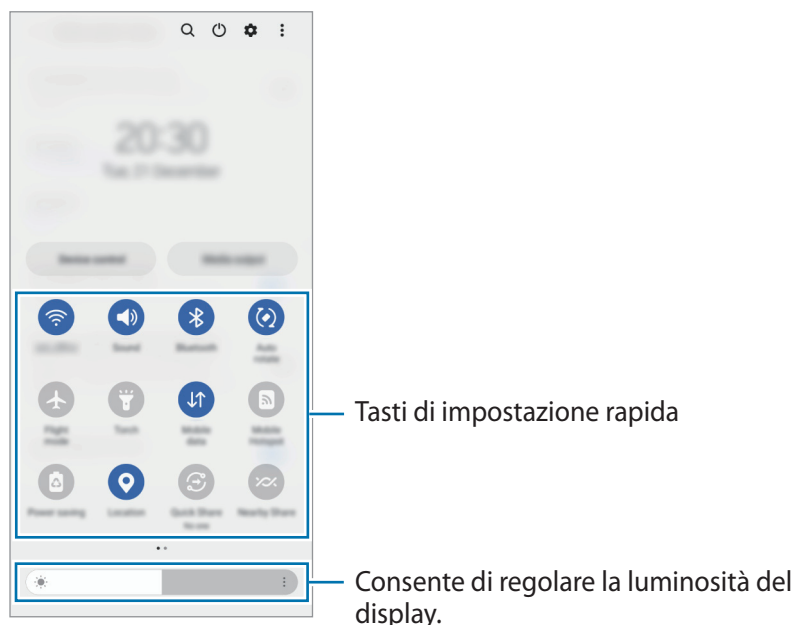 20:30
Tue, 21 December
Device control
Media output
Sound
Bluetooth
Auto
rotate
Flight
mode
Torch
Mobile
data
Mobile
Hotspot
Power saving
Location
Quick Share
No one
Nearby Share
Tasti di impostazione rapida
Consente di regolare la luminosità del
display.